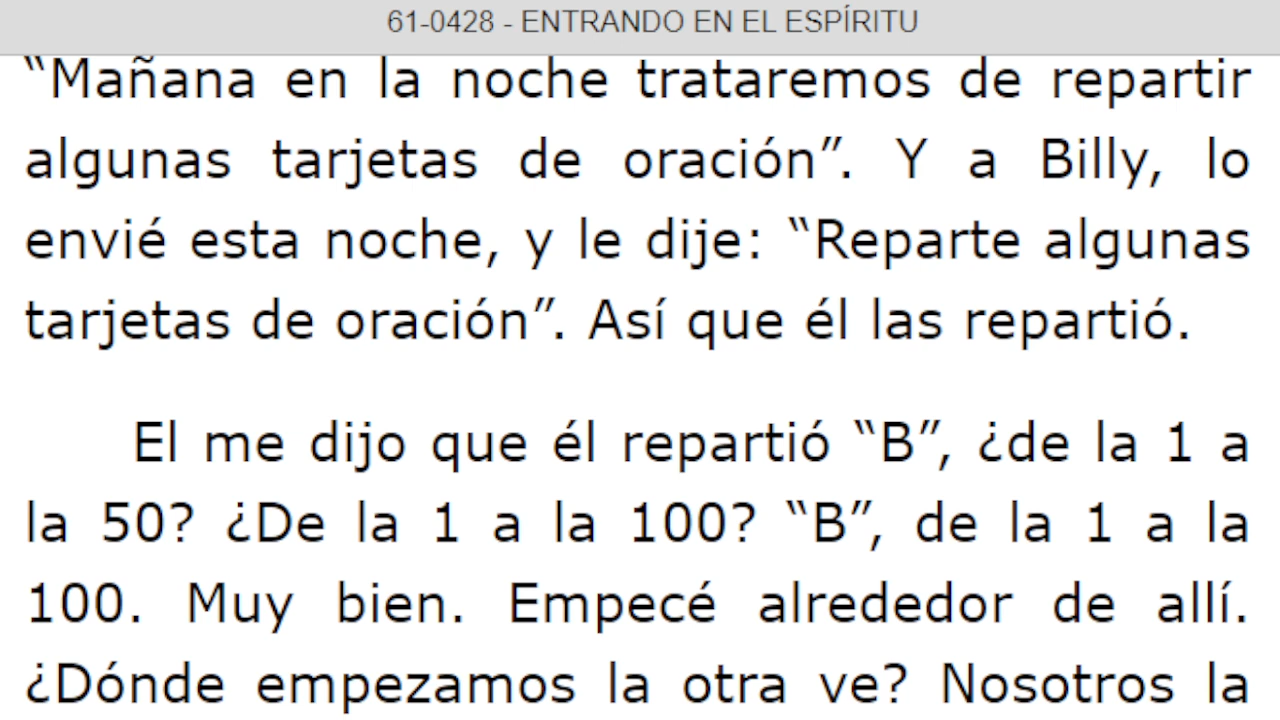 61-0428 - ENTRANDO EN EL ESPÍRITU
“Mañana en la noche trataremos de repartir
algunas tarjetas de oración”. Y a Billy, lo
envié esta noche, y le dije: “Reparte algunas
tarjetas de oración”. Así que él las repartió.
El me dijo que él repartió “B”, ¿de la 1 a
la 50? ¿De la 1 a la 100? “B”, de la 1 a la
100. Muy bien. Empecé alrededor de allí.
¿Dónde empezamos la otra ve? Nosotros la